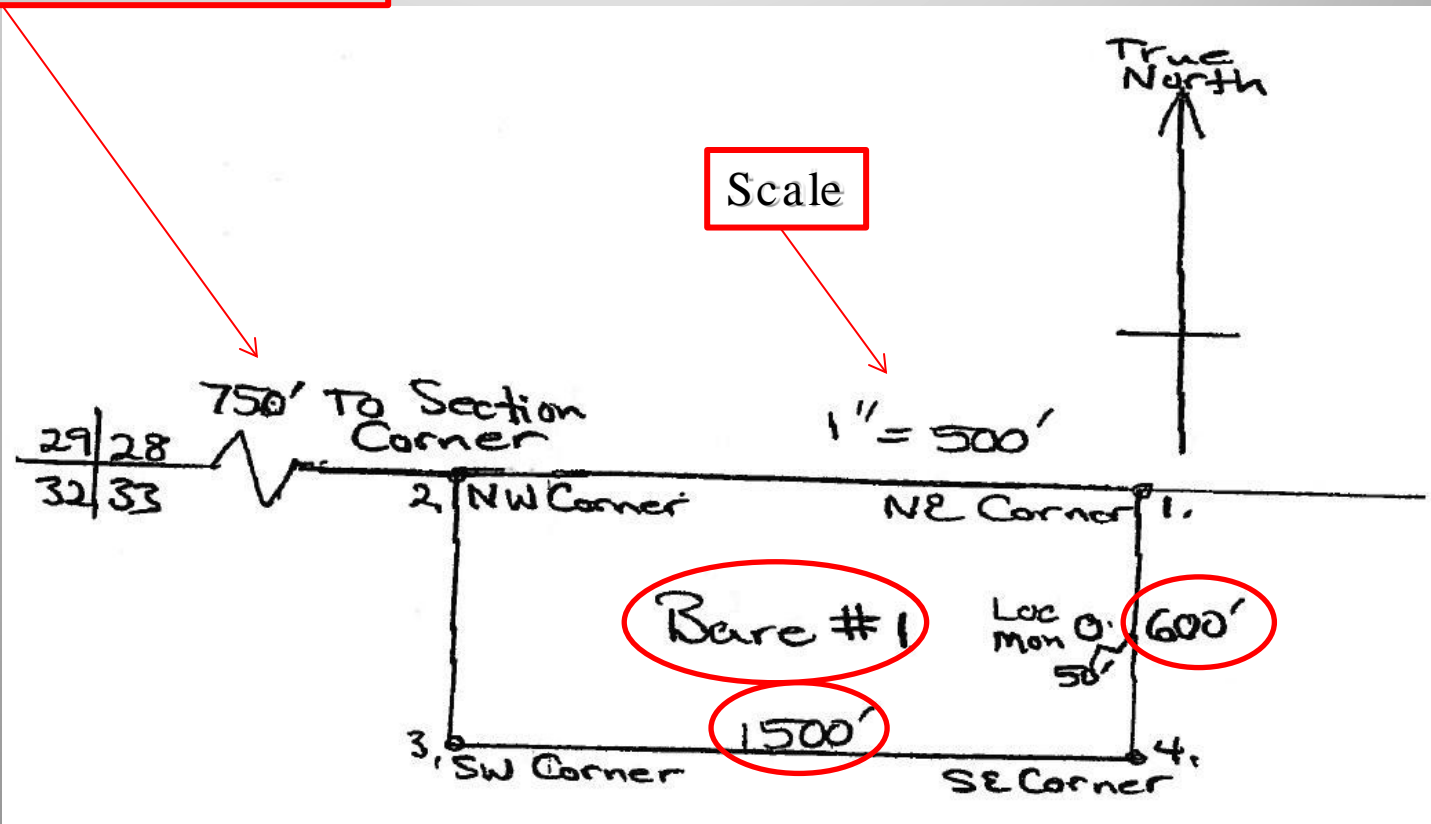 True
North
Scale
750' To Section
Corner
1" = 500'
29 28
32 33
2. NW Corner
NE Corner 1.
Bare #1
Loc
Mon 0.
50'
600'
1500'
3. SW Corner
SE Corner 4.